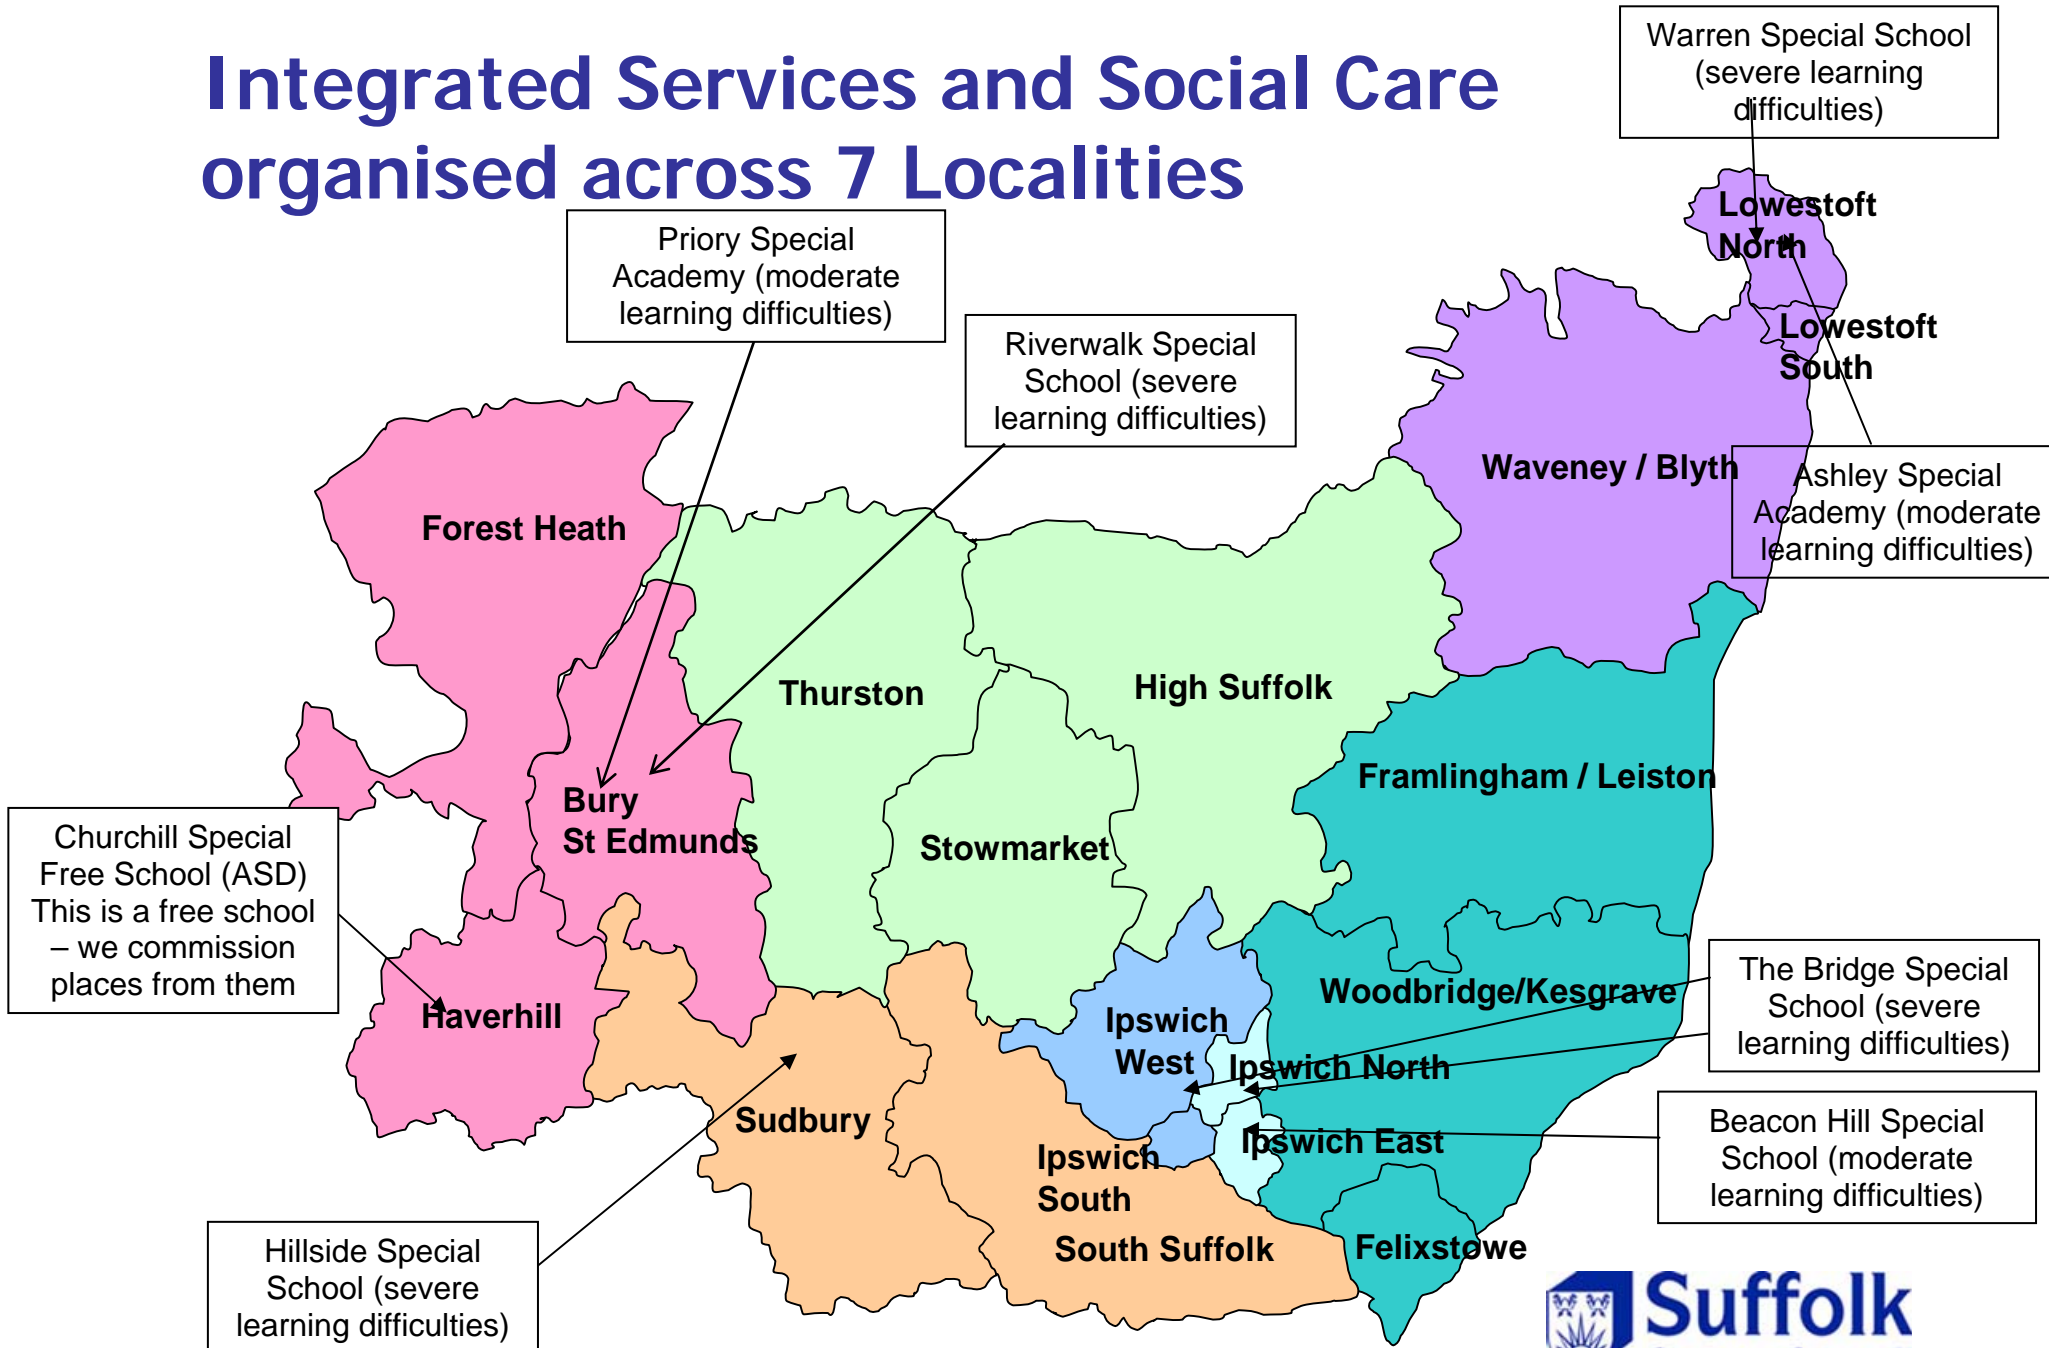 Integrated Services and Social Care
organised across 7 Localities
Warren Special School
(severe learning
difficulties)
Priory Special
Academy (moderate
learning difficulties)
Riverwalk Special
School (severe
learning difficulties)
Lowestoft
North
Lowestoft
South
Waveney / Blyth
Ashley Special
Academy (moderate
learning difficulties)
Forest Heath
Thurston
High Suffolk
Framlingham / Leiston
Bury
St Edmunds
Stowmarket
Churchill Special
Free School (ASD)
This is a free school
– we commission
places from them
Haverhill
Woodbridge/Kesgrave
The Bridge Special
School (severe
learning difficulties)
Ipswich
West
Ipswich North
Sudbury
Ipswich East
Beacon Hill Special
School (moderate
learning difficulties)
Ipswich
South
South Suffolk
Felixstowe
Hillside Special
School (severe
learning difficulties)
Suffolk